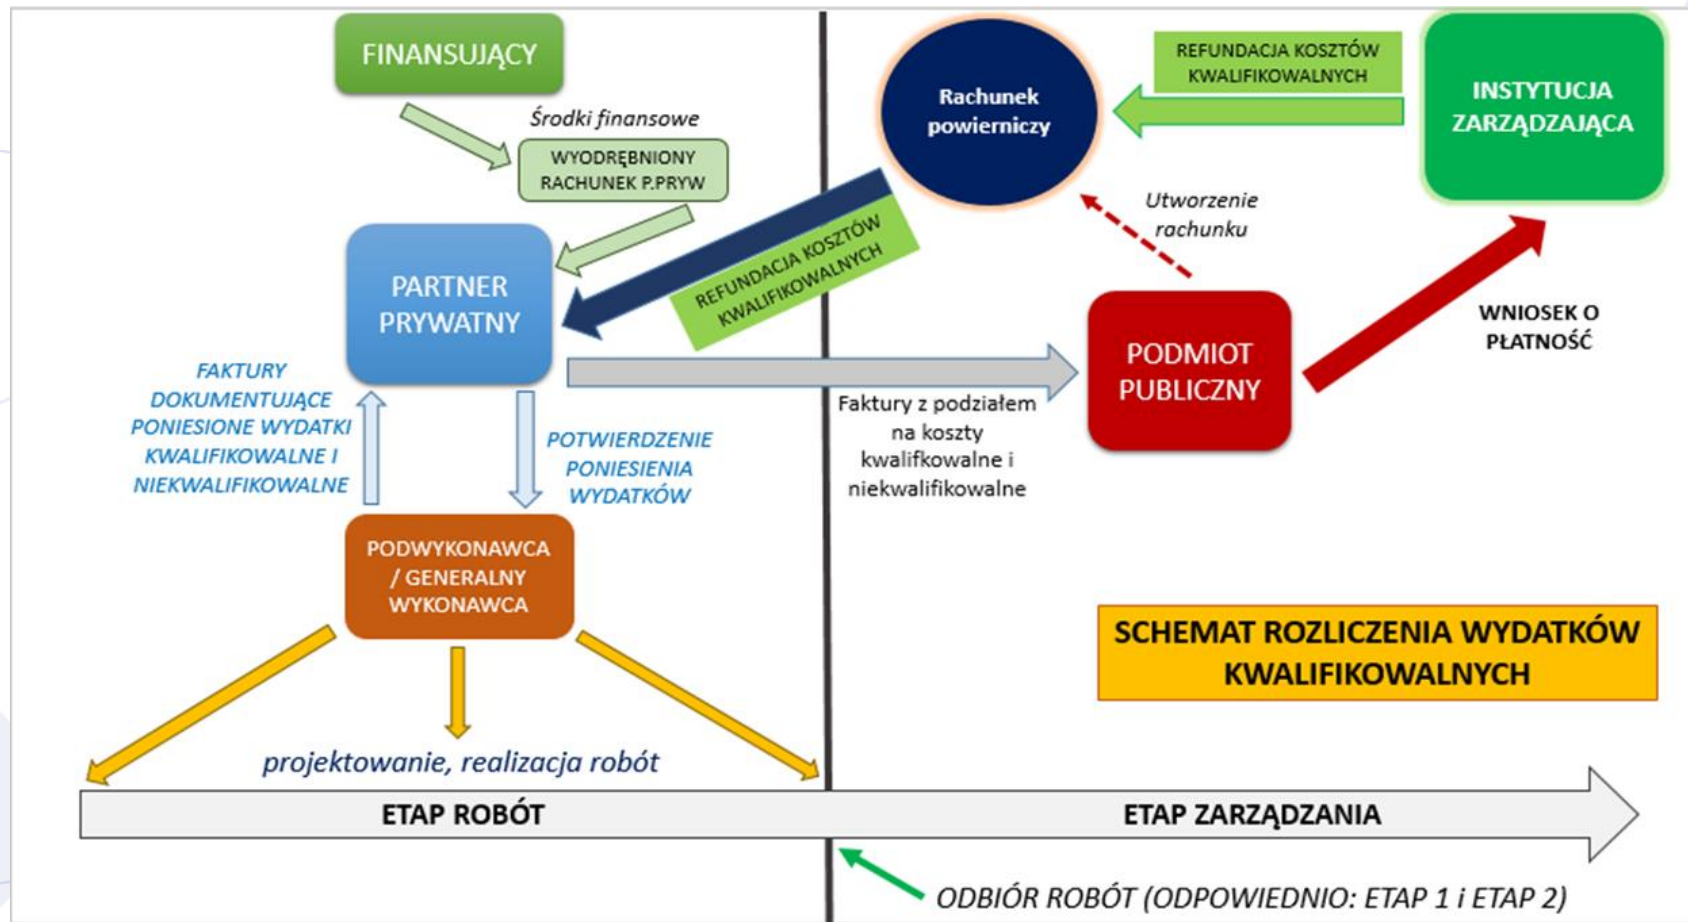 FINANSUJĄCY
Środki finansowe
WYODRĘBNIONY
RACHUNEK P.PRYW
PARTNER
PRYWATNY
FAKTURY
DOKUMENTUJĄCE
PONIESIONE WYDATKI
KWALIFIKOWALNE I
NIEKWALIFIKOWALNE
POTWIERDZENIE
PONIESIENIA
WYDATKÓW
PODWYKONAWCA
/ GENERALNY
WYKONAWCA
projektowanie, realizacja robót
Rachunek
powierniczy
REFUNDACJA KOSZTÓW
KWALIFIKOWALNYCH
INSTYTUCJA
ZARZĄDZAJĄCA
REFUNDACJA KOSZTÓW
KWALIFIKOWALNYCH
Utworzenie
rachunku
PODMIOT
PUBLICZNY
WNIOSEK O
PŁATNOŚĆ
Faktury z podziałem
na koszty
kwalifkowalne i
niekwalifikowalne
SCHEMAT ROZLICZENIA WYDATKÓW
KWALIFIKOWALNYCH
ETAP ROBÓT
ETAP ZARZĄDZANIA
ODBIÓR ROBÓT (ODPOWIEDNIO: ETAP 1 i ETAP 2)